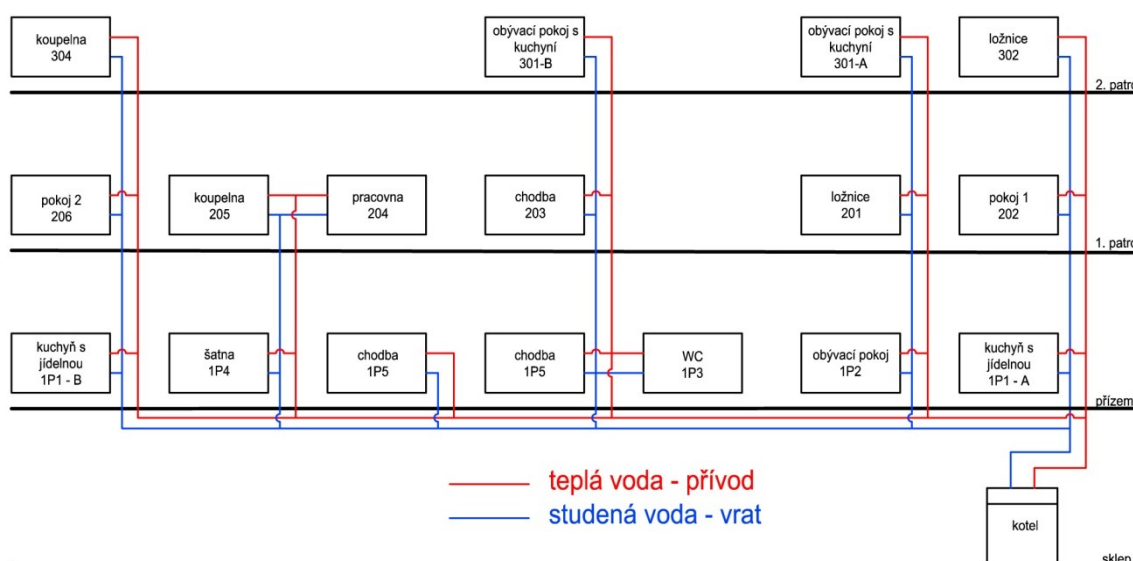 koupelna
304
obývací pokoj s
kuchyní
301-B
obývací pokoj s
kuchyní
301-A
ložnice
302
2. patro
pokoj 2
206
koupelna
205
pracovna
204
chodba
203
ložnice
201
pokoj 1
202
1. patro
kuchyň s
jídelnou
1P1 - B
šatna
1P4
chodba
1P5
chodba
1P5
WC
1P3
obývací pokoj
1P2
kuchyň s
jídelnou
1P1 - A
přízem
teplá voda - přívod
studená voda - vrat
kotel
sklep